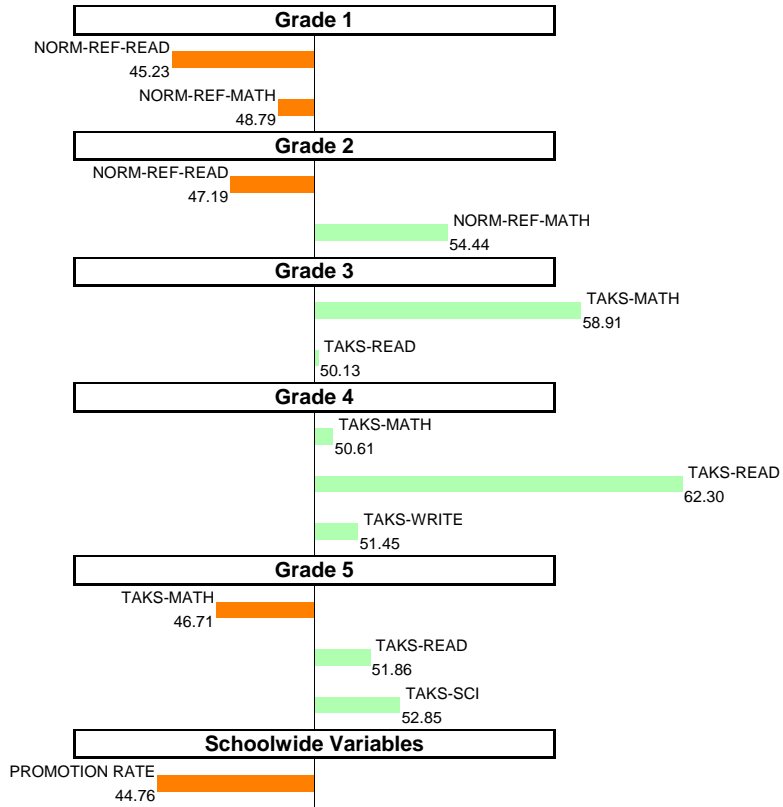 Grade 1
NORM-REF-READ
45.23
NORM-REF-MATH
48.79
Grade 2
NORM-REF-READ
47.19
NORM-REF-MATH
54.44
Grade 3
TAKS-MATH
58.91
TAKS-READ
50.13
Grade 4
TAKS-MATH
50.61
TAKS-READ
62.30
TAKS-WRITE
51.45
Grade 5
TAKS-MATH
46.71
TAKS-READ
51.86
TAKS-SCI
52.85
Schoolwide Variables
PROMOTION RATE
44.76